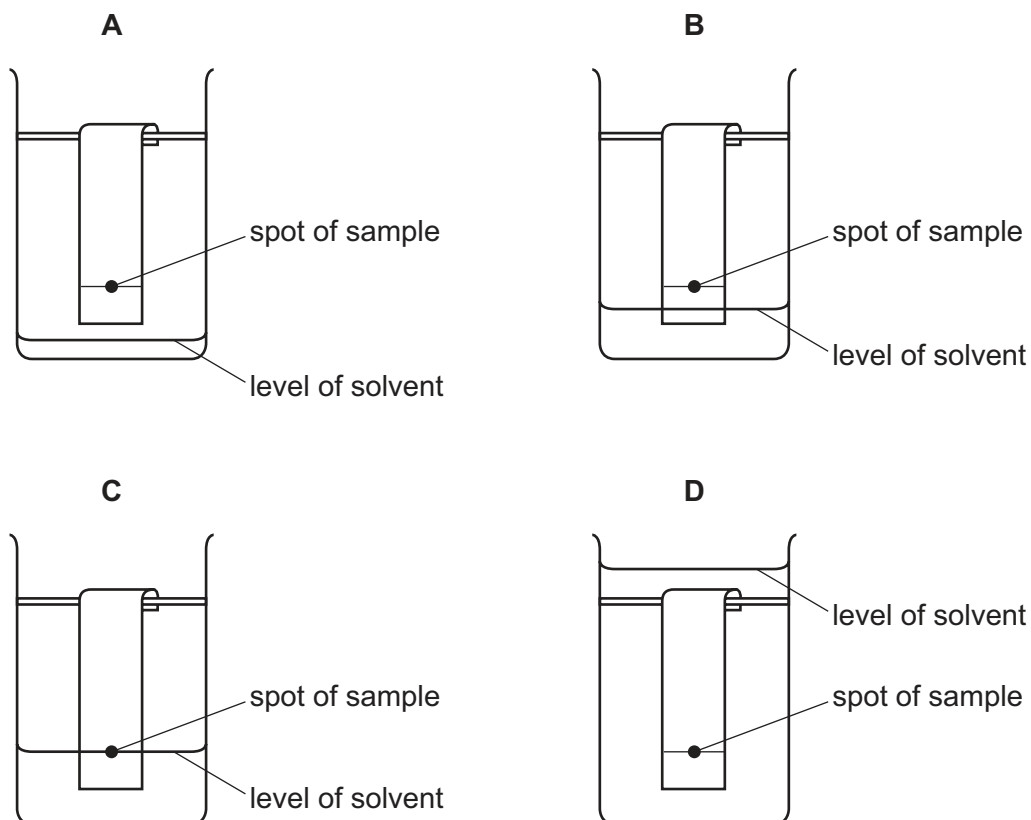 A
B
spot of sample
spot of sample
level of solvent
level of solvent
C
D
level of solvent
spot of sample
spot of sample
level of solvent